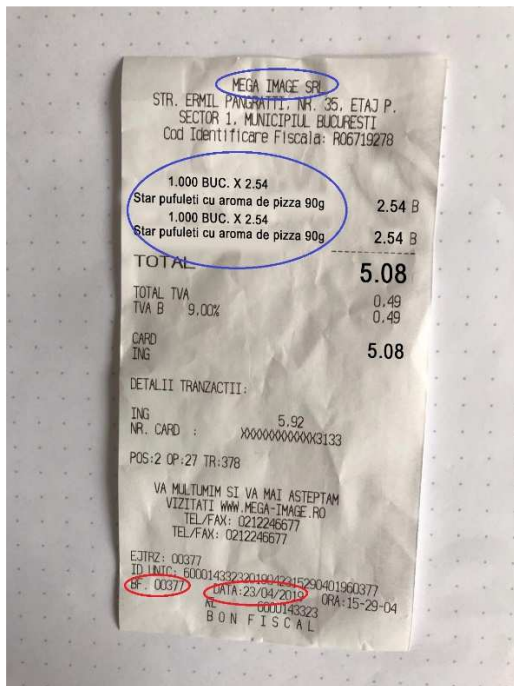 MEGA IMAGE SRL
STR. ERMIL PANGRATTI, NR. 35, ETAJ P.
SECTOR 1, MUNICIPIUL BUCURESTI
Cod Identificare Fiscala: RO6719278
1.000 BUC. X 2.54
Star pufuleti cu aroma de pizza 90g 2.54 B
1.000 BUC. X 2.54
Star pufuleti cu aroma de pizza 90g 2.54 B
TOTAL 5.08
TOTAL TVA 0.49
TVA B 9.00% 0.49
CARD 5.08
ING
DETALII TRANZACTII:
ING 5.92
NR. CARD : XXXXXXXXXXXX3133
POS:2 OP:27 TR:378
VA MULTUMIM SI VA MAI ASTEPTAM
VIZITATI WWW.MEGA-IMAGE.RO
TEL/FAX: 0212246677
TEL/FAX: 0212246677
EJTRZ: 00377
ID UNIC: 6000143323201904231529040196​0377
BF. 00377 DATA:23/04/2019 ORA:15-29-04
6000143323
BON FISCAL